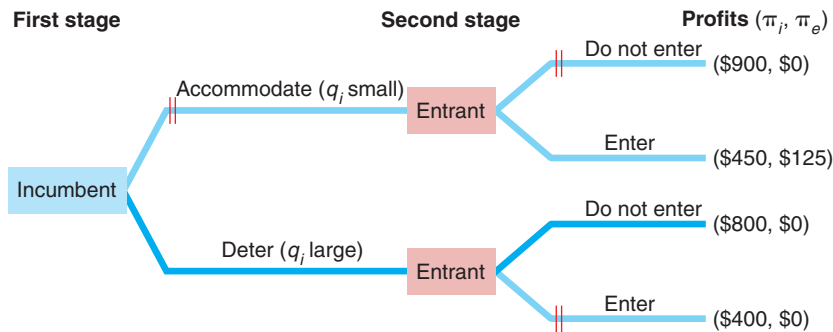 First stage
Second stage
Profits (πi, πe)
Do not enter
($900, $0)
Accommodate (qi small)
Entrant
Enter
($450, $125)
Incumbent
Do not enter
($800, $0)
Deter (qi large)
Entrant
Enter
($400, $0)